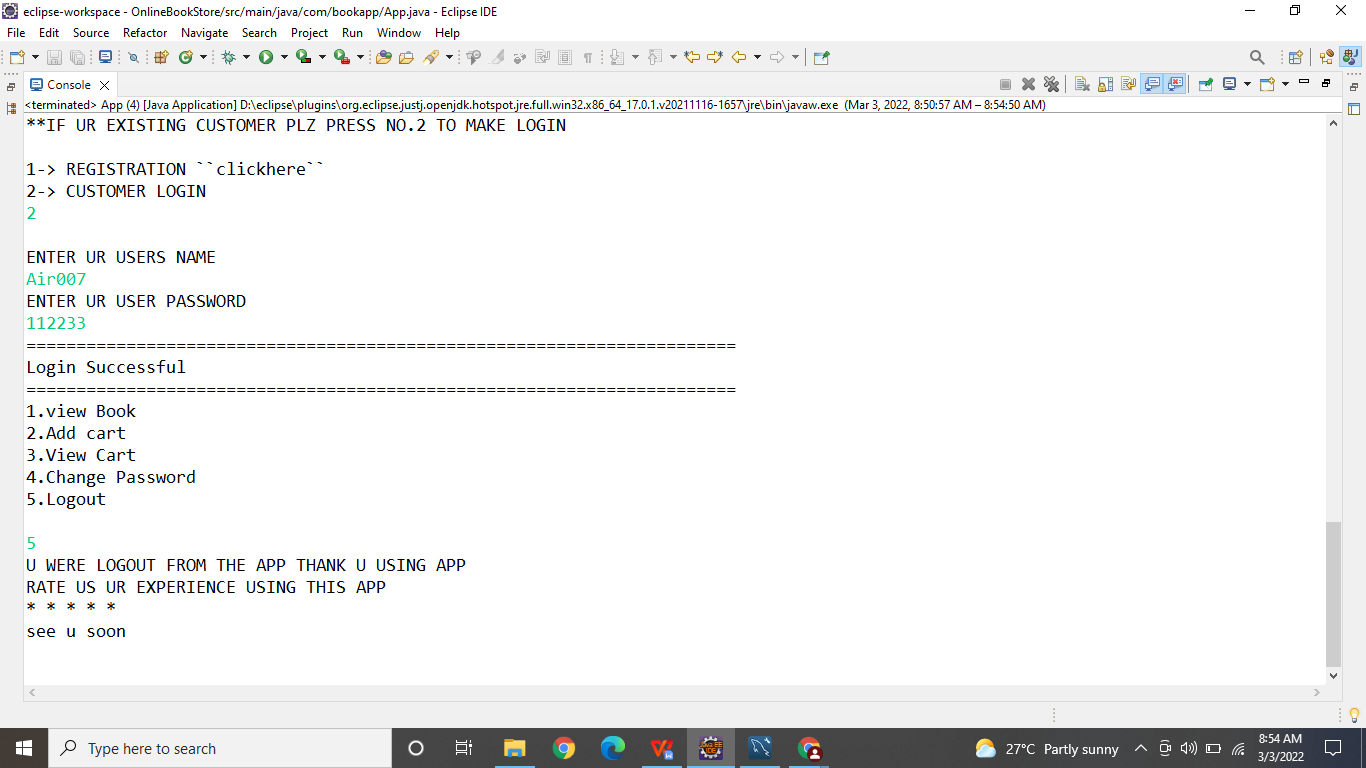 eclipse-workspace - OnlineBookStore/src/main/java/com/bookapp/App.java - Eclipse IDE
File Edit Source Refactor Navigate Search Project Run Window Help
Console
<terminated> App (4) [Java Application] D:\eclipse\plugins\org.eclipse.justj.openjdk.hotspot.jre.full.win32.x86_64_17.0.1.v20211116-1657\jre\bin\javaw.exe (Mar 3, 2022, 8:50:57 AM – 8:54:50 AM)
**IF UR EXISTING CUSTOMER PLZ PRESS NO.2 TO MAKE LOGIN
1-> REGISTRATION ``clickhere``
2-> CUSTOMER LOGIN
2
ENTER UR USERS NAME
Air007
ENTER UR USER PASSWORD
112233
=======================================================================
Login Successful
=======================================================================
1.view Book
2.Add cart
3.View Cart
4.Change Password
5.Logout
5
U WERE LOGOUT FROM THE APP THANK U USING APP
RATE US UR EXPERIENCE USING THIS APP
* * * * *
see u soon
Type here to search
27°C Partly sunny
8:54 AM
3/3/2022